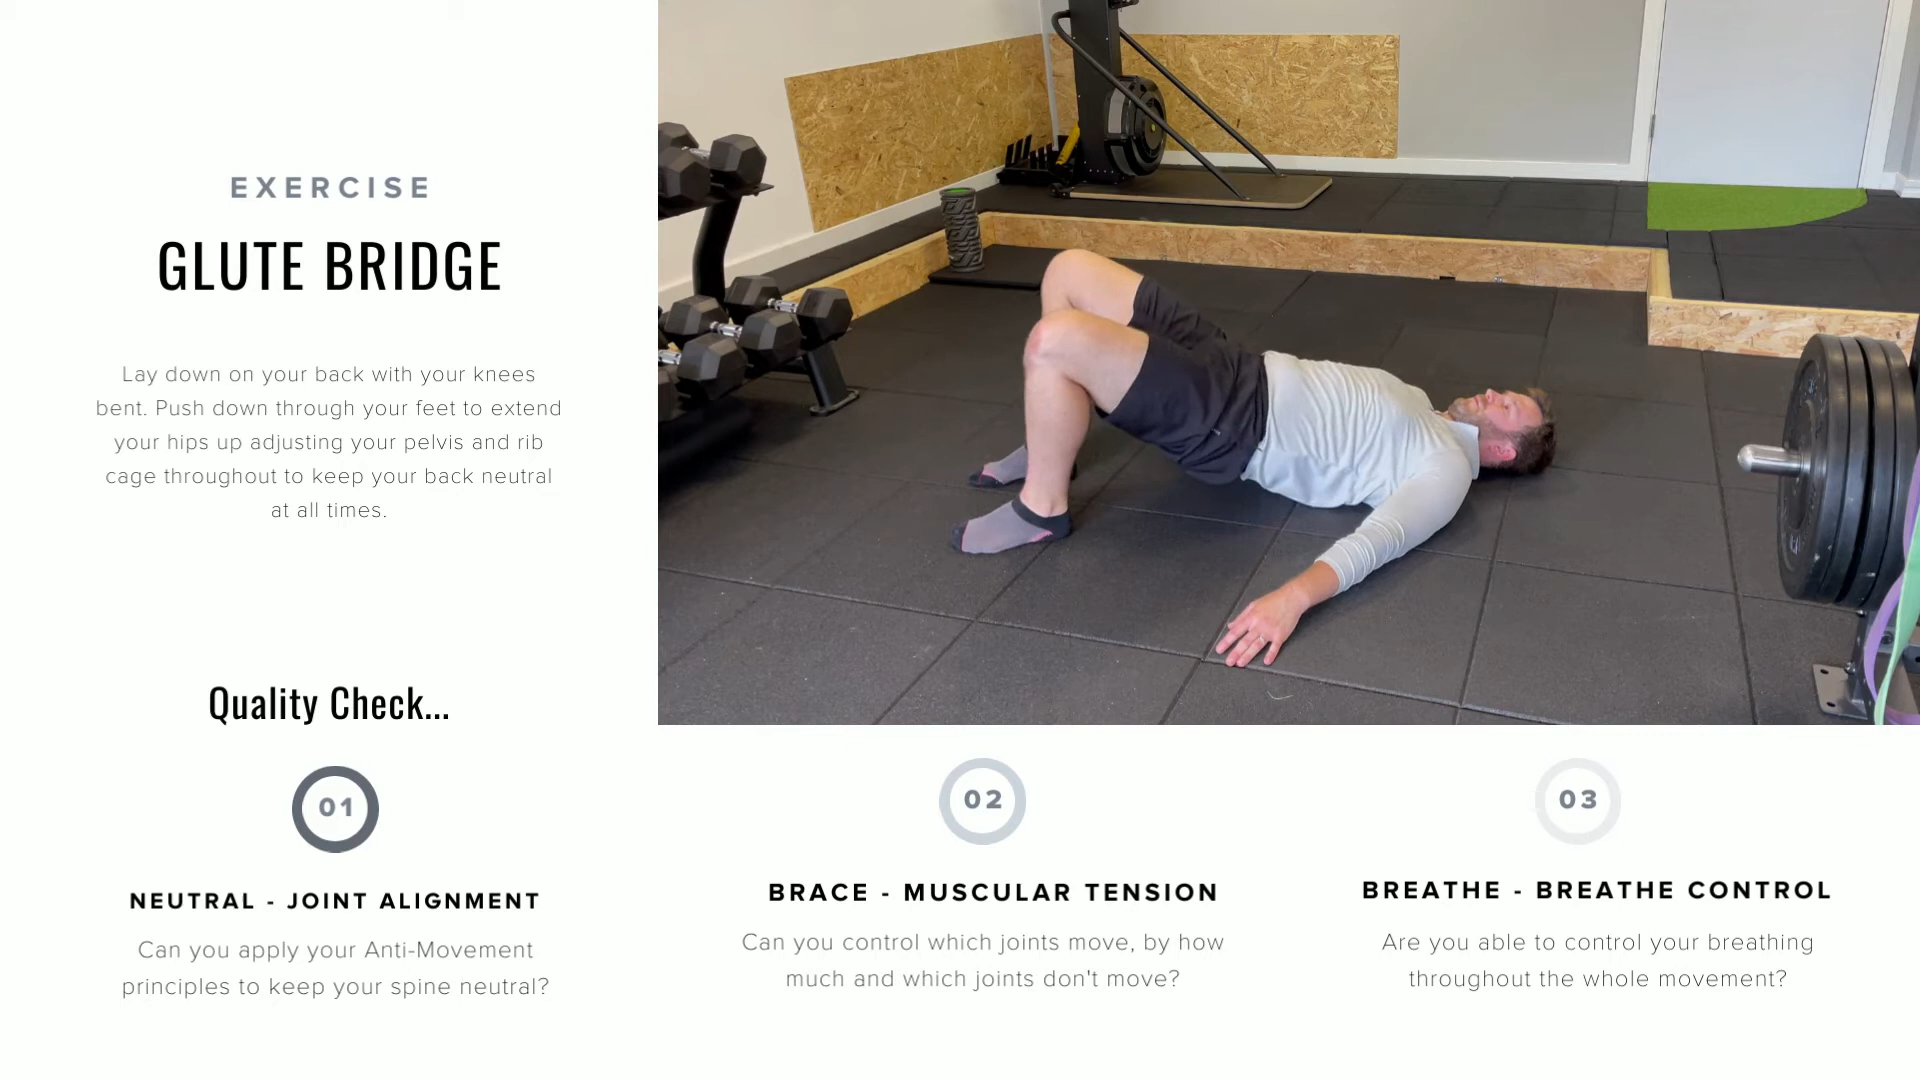 EXERCISE
GLUTE BRIDGE
Lay down on your back with your knees
bent. Push down through your feet to extend
your hips up adjusting your pelvis and rib
cage throughout to keep your back neutral
at all times.
Quality Check...
01
NEUTRAL - JOINT ALIGNMENT
Can you apply your Anti-Movement
principles to keep your spine neutral?
02
BRACE - MUSCULAR TENSION
Can you control which joints move, by how
much and which joints don't move?
03
BREATHE - BREATHE CONTROL
Are you able to control your breathing
throughout the whole movement?